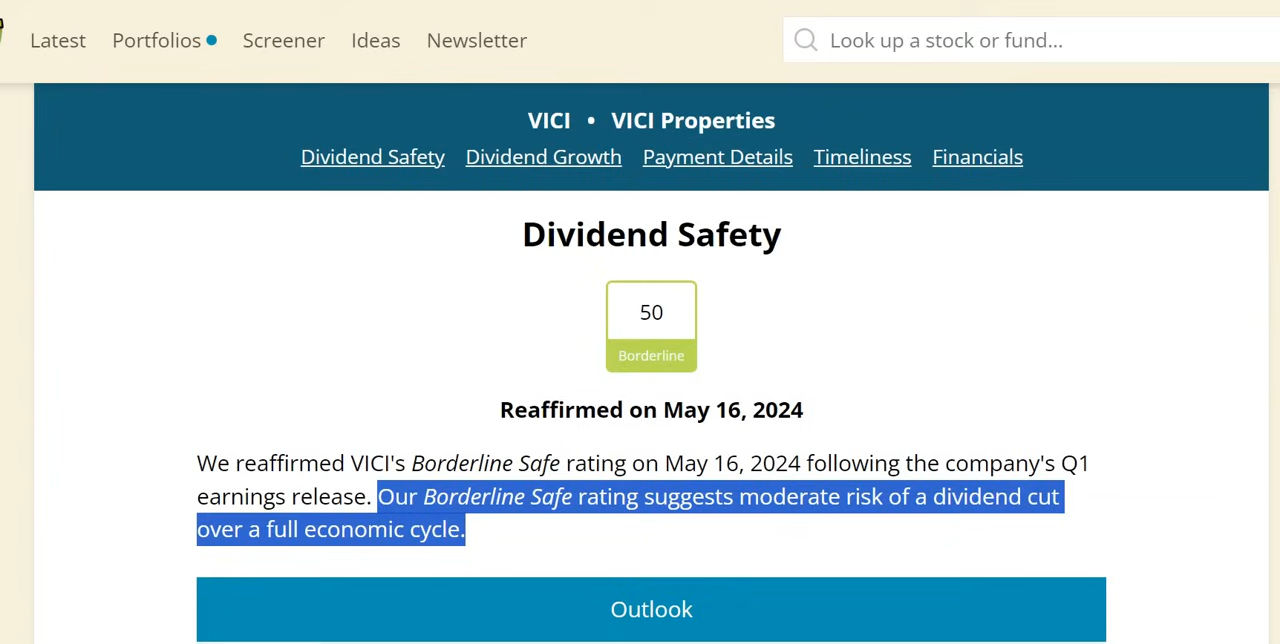 Latest Portfolios Screener Ideas Newsletter Look up a stock or fund...
VICI • VICI Properties
Dividend Safety Dividend Growth Payment Details Timeliness Financials
Dividend Safety
50
Borderline
Reaffirmed on May 16, 2024
We reaffirmed VICI's Borderline Safe rating on May 16, 2024 following the company's Q1
earnings release. Our Borderline Safe rating suggests moderate risk of a dividend cut
over a full economic cycle.
Outlook